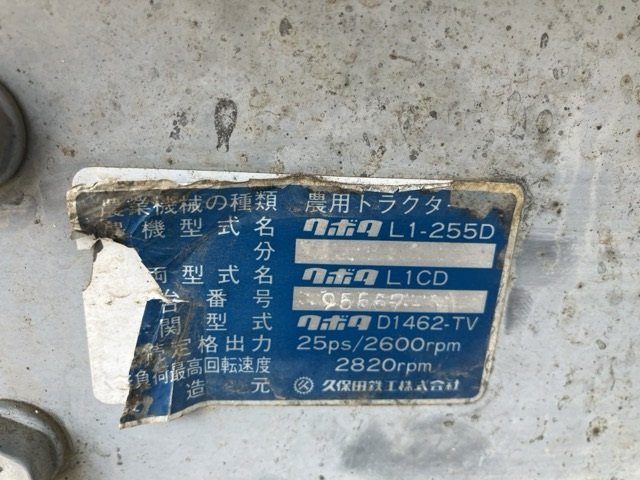 農業機械の種類 農用トラクター
機型式名 クボタ L1-255D
分
両型式名 クボタ L1CD
台番号
関型式 クボタ D1462-TV
定格出力 25ps/2600rpm
負荷最高回転速度 2820rpm
造元 久保田鉄工株式会社